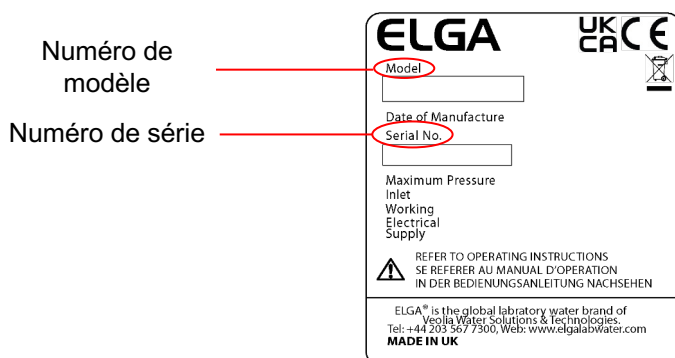 Numéro de
modèle
Numéro de série
ELGA
UK
CA CE
Model
Date of Manufacture
Serial No.
Maximum Pressure
Inlet
Working
Electrical
Supply
REFER TO OPERATING INSTRUCTIONS
SE REFERER AU MANUAL D'OPERATION
IN DER BEDIENUNGSANLEITUNG NACHSEHEN
ELGA® is the global labratory water brand of
Veolia Water Solutions & Technologies.
Tel: +44 203 567 7300, Web: www.elgalabwater.com
MADE IN UK